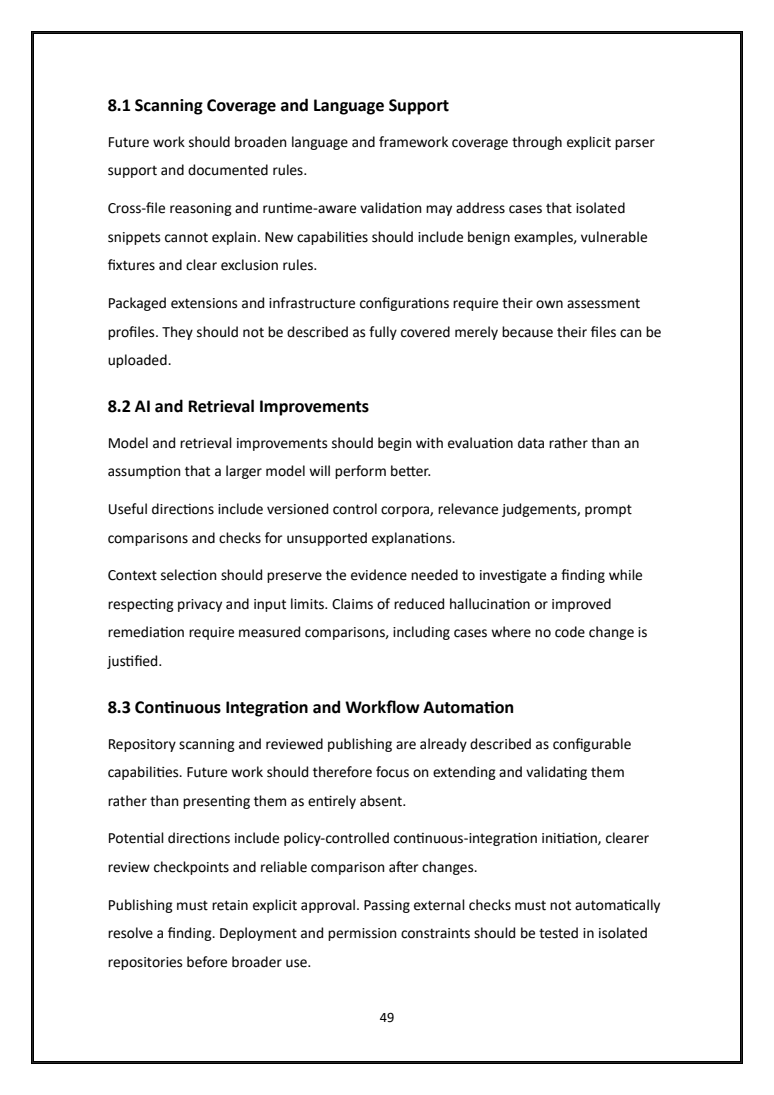 8.1 Scanning Coverage and Language Support
Future work should broaden language and framework coverage through explicit parser
support and documented rules.
Cross-file reasoning and runtime-aware validation may address cases that isolated
snippets cannot explain. New capabilities should include benign examples, vulnerable
fixtures and clear exclusion rules.
Packaged extensions and infrastructure configurations require their own assessment
profiles. They should not be described as fully covered merely because their files can be
uploaded.
8.2 AI and Retrieval Improvements
Model and retrieval improvements should begin with evaluation data rather than an
assumption that a larger model will perform better.
Useful directions include versioned control corpora, relevance judgements, prompt
comparisons and checks for unsupported explanations.
Context selection should preserve the evidence needed to investigate a finding while
respecting privacy and input limits. Claims of reduced hallucination or improved
remediation require measured comparisons, including cases where no code change is
justified.
8.3 Continuous Integration and Workflow Automation
Repository scanning and reviewed publishing are already described as configurable
capabilities. Future work should therefore focus on extending and validating them
rather than presenting them as entirely absent.
Potential directions include policy-controlled continuous-integration initiation, clearer
review checkpoints and reliable comparison after changes.
Publishing must retain explicit approval. Passing external checks must not automatically
resolve a finding. Deployment and permission constraints should be tested in isolated
repositories before broader use.
49